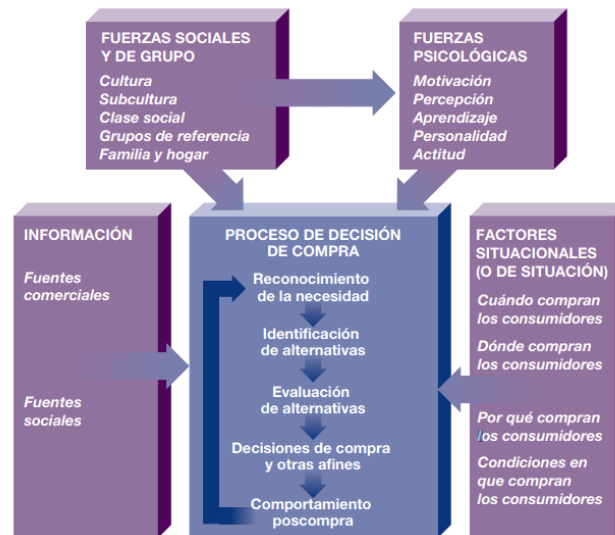 FUERZAS SOCIALES
Y DE GRUPO
Cultura
Subcultura
Clase social
Grupos de referencia
Familia y hogar
FUERZAS
PSICOLÓGICAS
Motivación
Percepción
Aprendizaje
Personalidad
Actitud
INFORMACIÓN
Fuentes
comerciales
Fuentes
sociales
PROCESO DE DECISIÓN
DE COMPRA
Reconocimiento
de la necesidad
Identificación
de alternativas
Evaluación
de alternativas
Decisiones de compra
y otras afines
Comportamiento
poscompra
FACTORES
SITUACIONALES
(O DE SITUACIÓN)
Cuándo compran
los consumidores
Dónde compran
los consumidores
Por qué compran
los consumidores
Condiciones en
que compran
los consumidores